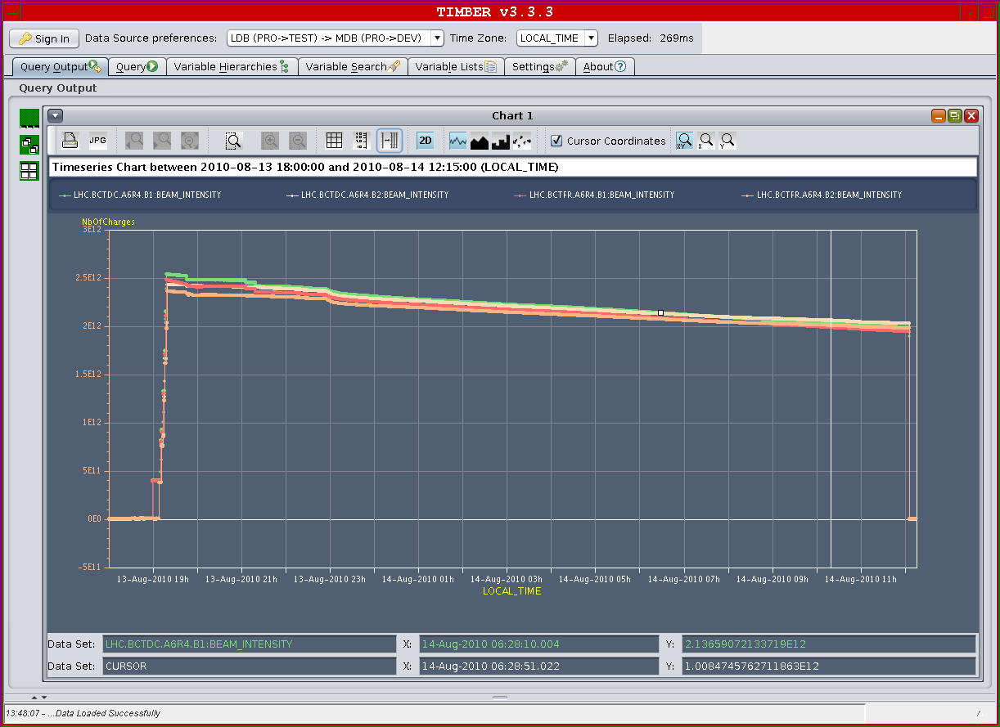 TIMBER v3.3.3
Sign In Data Source preferences: LDB (PRO->TEST) -> MDB (PRO->DEV) Time Zone: LOCAL_TIME Elapsed: 269ms
Query Output Query Variable Hierarchies Variable Search Variable Lists Settings About
Query Output
Chart 1
JPG 2D Cursor Coordinates XY X Y
Timeseries Chart between 2010-08-13 18:00:00 and 2010-08-14 12:15:00 (LOCAL_TIME)
LHC.BCTDC.A6R4.B1:BEAM_INTENSITY LHC.BCTDC.A6R4.B2:BEAM_INTENSITY LHC.BCTFR.A6R4.B1:BEAM_INTENSITY LHC.BCTFR.A6R4.B2:BEAM_INTENSITY
NbOfCharges
3E12
2.5E12
2E12
1.5E12
1E12
5E11
0E0
-5E11
13-Aug-2010 19h 13-Aug-2010 21h 13-Aug-2010 23h 14-Aug-2010 01h 14-Aug-2010 03h 14-Aug-2010 05h 14-Aug-2010 07h 14-Aug-2010 09h 14-Aug-2010 11h
LOCAL_TIME
Data Set: LHC.BCTDC.A6R4.B1:BEAM_INTENSITY X: 14-Aug-2010 06:28:10.004 Y: 2.13659072133719E12
Data Set: CURSOR X: 14-Aug-2010 06:28:51.022 Y: 1.0084745762711863E12
13:48:07 - ...Data Loaded Successfully /